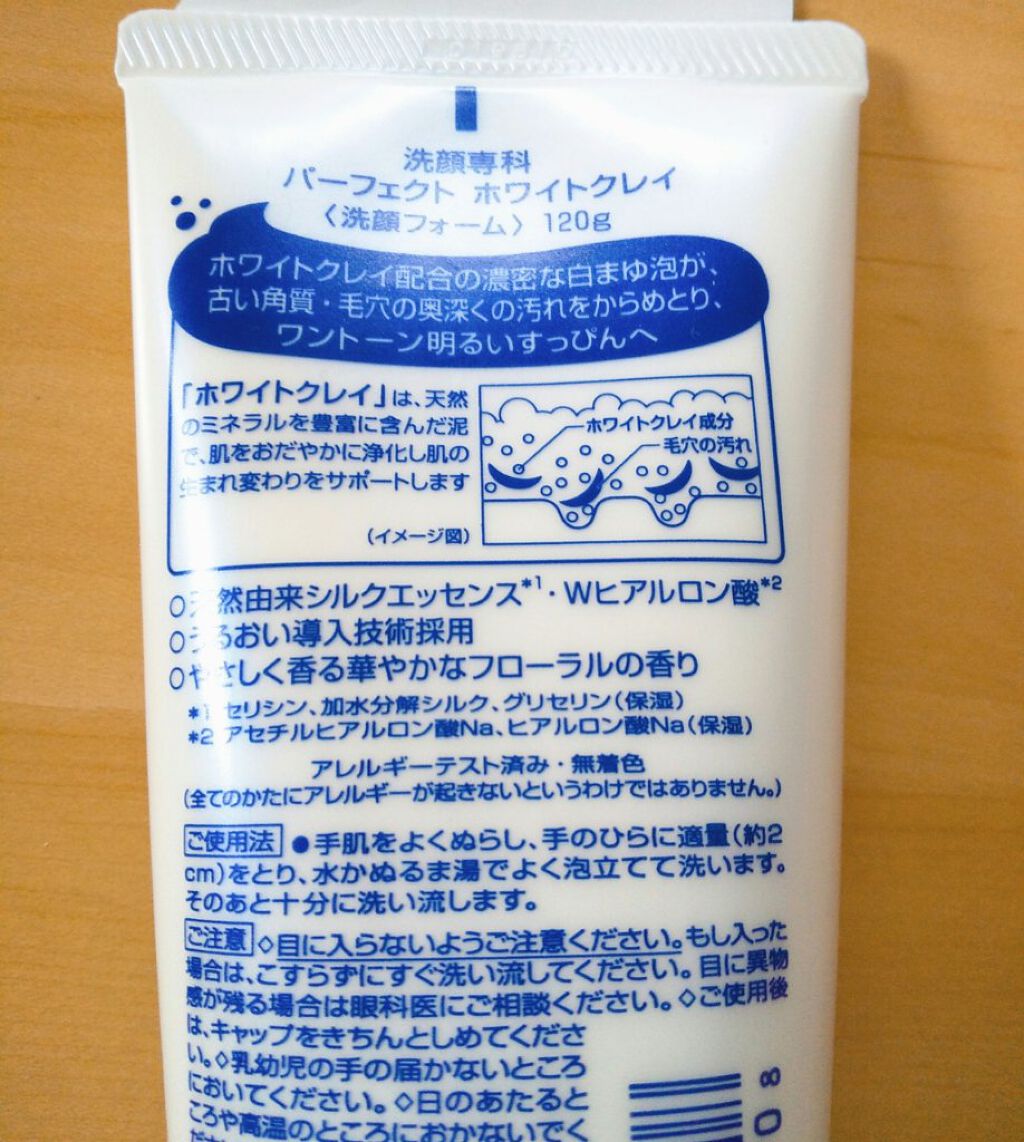 洗顔専科
パーフェクト ホワイトクレイ
〈洗顔フォーム〉 120g
ホワイトクレイ配合の濃密な白まゆ泡が、
古い角質・毛穴の奥深くの汚れをからめとり、
ワントーン明るいすっぴんへ
「ホワイトクレイ」は、天然
のミネラルを豊富に含んだ泥
で、肌をおだやかに浄化し肌の
生まれ変わりをサポートします
(イメージ図)
ホワイトクレイ成分
毛穴の汚れ
○天然由来シルクエッセンス*1・Wヒアルロン酸*2
○うるおい導入技術採用
○やさしく香る華やかなフローラルの香り
*1 セリシン、加水分解シルク、グリセリン(保湿)
*2 アセチルヒアルロン酸Na、ヒアルロン酸Na(保湿)
アレルギーテスト済み・無着色
(全てのかたにアレルギーが起きないというわけではありません。)
ご使用法 ●手肌をよくぬらし、手のひらに適量(約2
cm)をとり、水かぬるま湯でよく泡立てて洗います。
そのあと十分に洗い流します。
ご注意 ◇目に入らないようご注意ください。もし入った
場合は、こすらずにすぐ洗い流してください。目に異物
感が残る場合は眼科医にご相談ください。◇ご使用後
は、キャップをきちんとしめてくださ
い。◇乳幼児の手の届かないところ
においてください。◇日のあたると
ころや高温のところにおかないでく
8
0